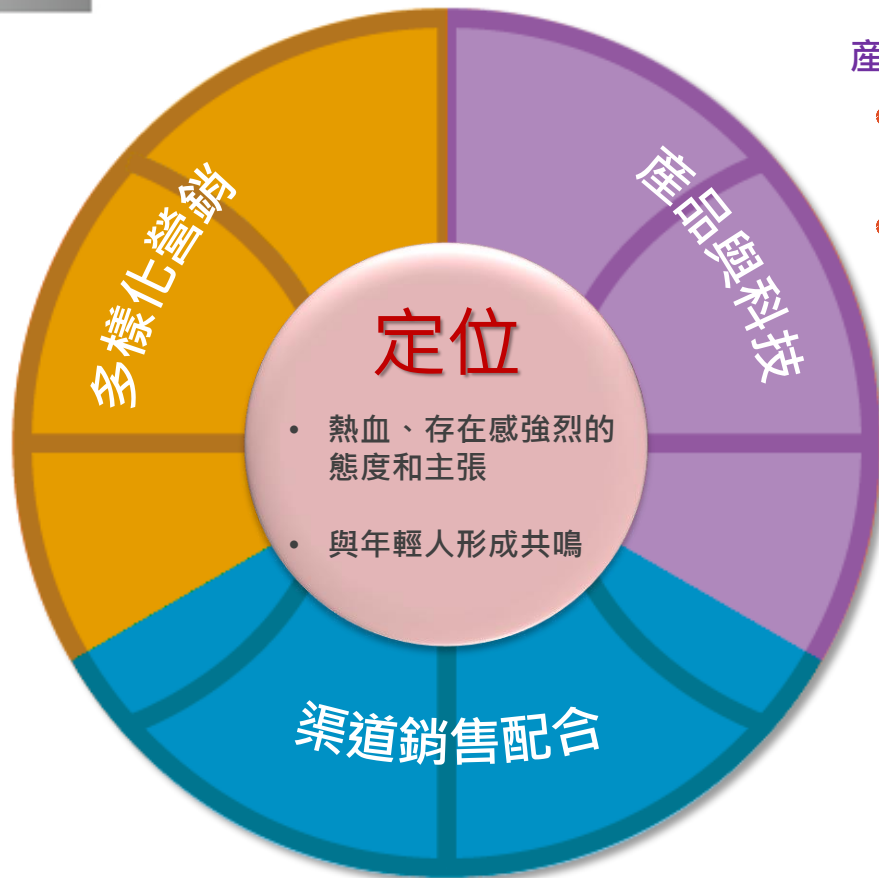 產
多樣化營銷
產品與科技
定位
• 熱血、存在感強烈的
態度和主張
• 與年輕人形成共鳴
渠道銷售配合